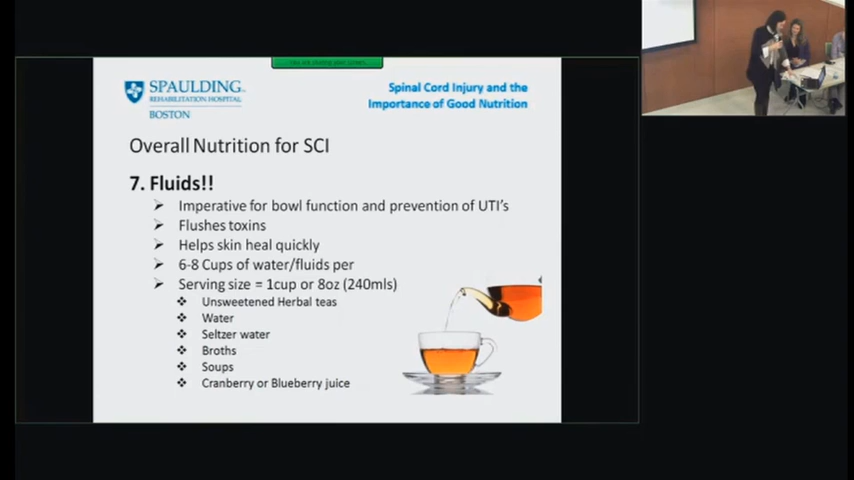 SPAULDING
REHABILITATION HOSPITAL
BOSTON
Spinal Cord Injury and the
Importance of Good Nutrition
Overall Nutrition for SCI
7. Fluids!!
Imperative for bowl function and prevention of UTI's
Flushes toxins
Helps skin heal quickly
6-8 Cups of water/fluids per
Serving size = 1cup or 8oz (240mls)
Unsweetened Herbal teas
Water
Seltzer water
Broths
Soups
Cranberry or Blueberry juice